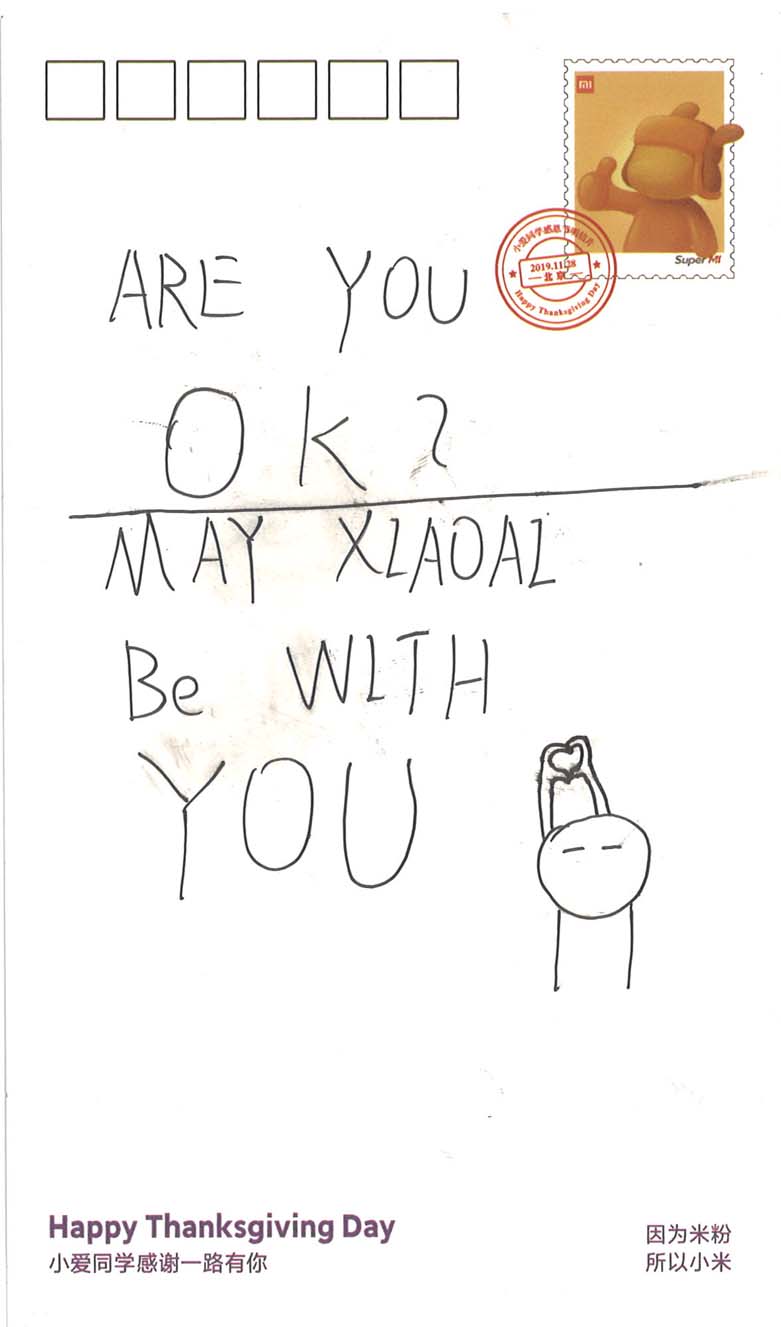 MI
Super MI
小爱同学感恩节明信片
2019.11.28
北京
Happy Thanksgiving Day
ARE YOU
OK?
MAY XIAOAI
Be WITH
YOU
Happy Thanksgiving Day
小爱同学感谢一路有你
因为米粉
所以小米